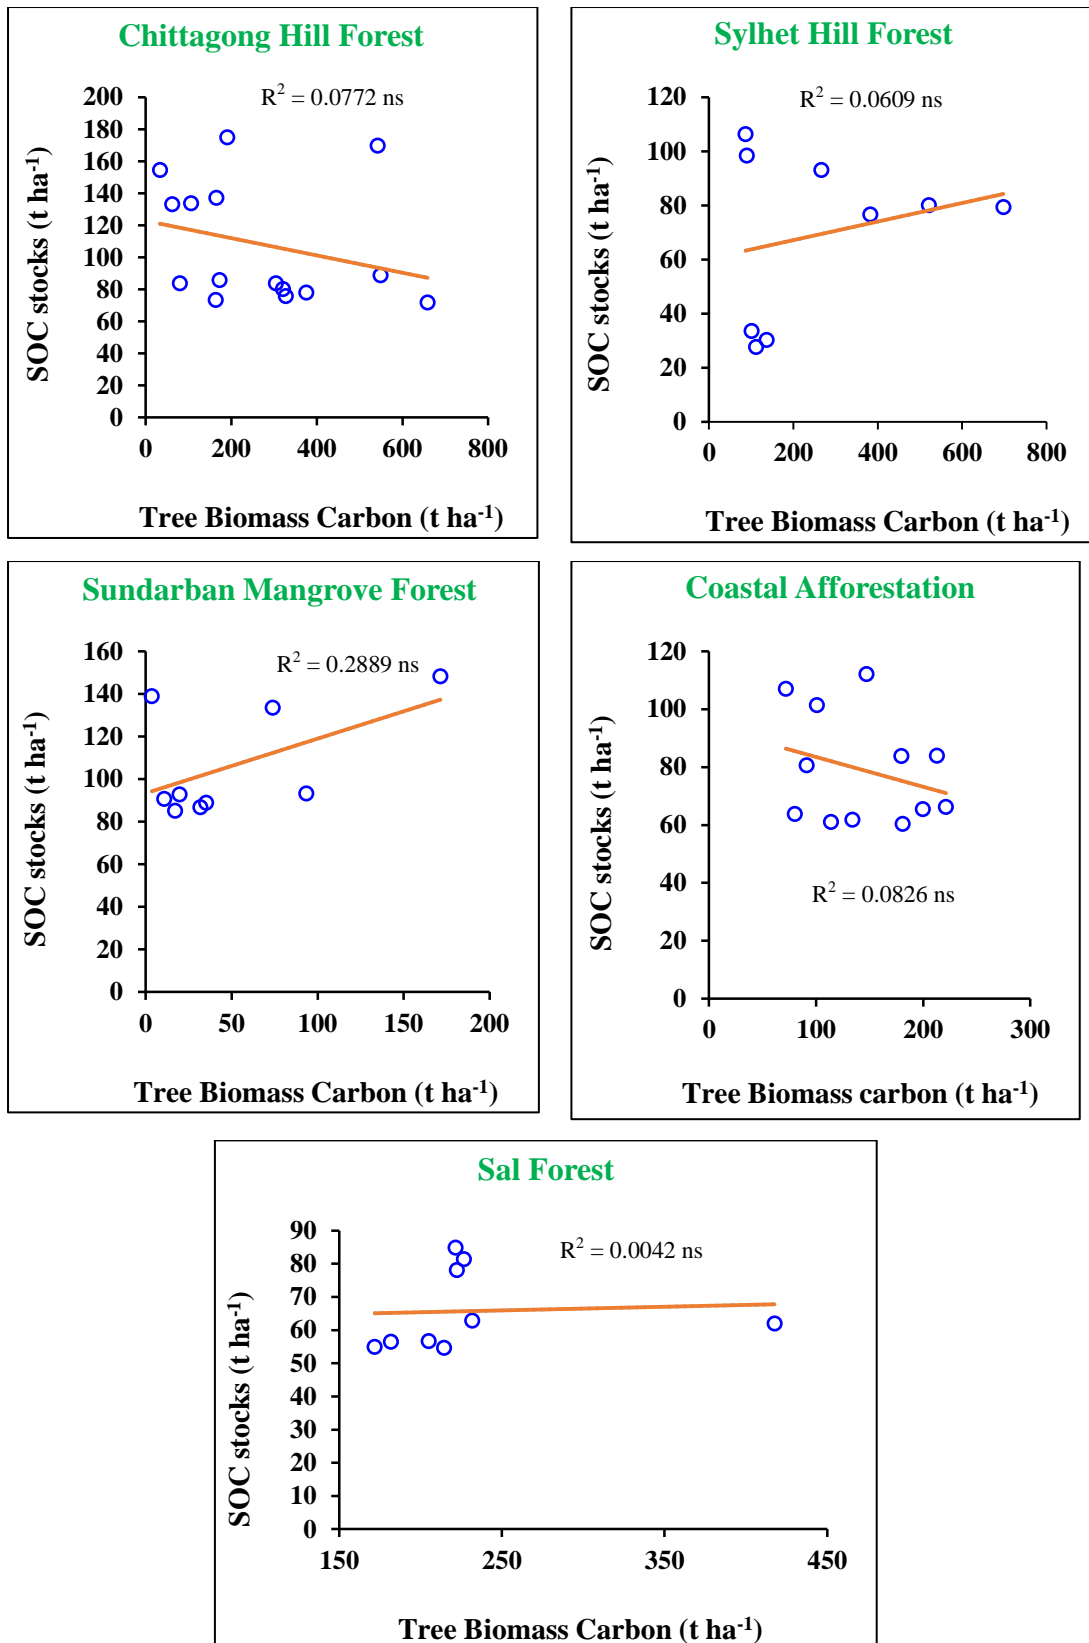 Chittagong Hill Forest
R² = 0.0772 ns
200
180
160
140
120
100
80
60
40
20
0
0 200 400 600 800
SOC stocks (t ha⁻¹)
Tree Biomass Carbon (t ha⁻¹)
Sylhet Hill Forest
R² = 0.0609 ns
120
100
80
60
40
20
0
0 200 400 600 800
SOC stocks (t ha⁻¹)
Tree Biomass Carbon (t ha⁻¹)
Sundarban Mangrove Forest
R² = 0.2889 ns
160
140
120
100
80
60
40
20
0
0 50 100 150 200
SOC stocks (t ha⁻¹)
Tree Biomass Carbon (t ha⁻¹)
Coastal Afforestation
120
100
80
60
40
20
0
R² = 0.0826 ns
0 100 200 300
SOC stocks (t ha⁻¹)
Tree Biomass carbon (t ha⁻¹)
Sal Forest
R² = 0.0042 ns
90
80
70
60
50
40
30
20
10
0
150 250 350 450
SOC stocks (t ha⁻¹)
Tree Biomass Carbon (t ha⁻¹)